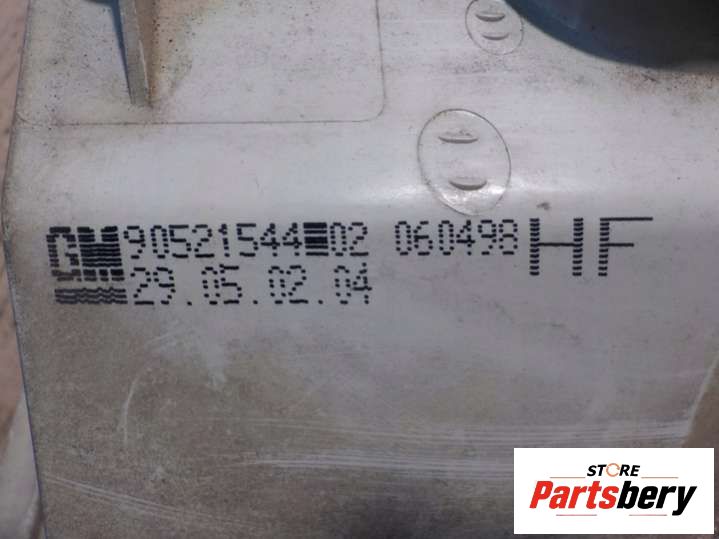 GM 90521544 02 060498 HF
29.05.02.04
STORE
Partsbery